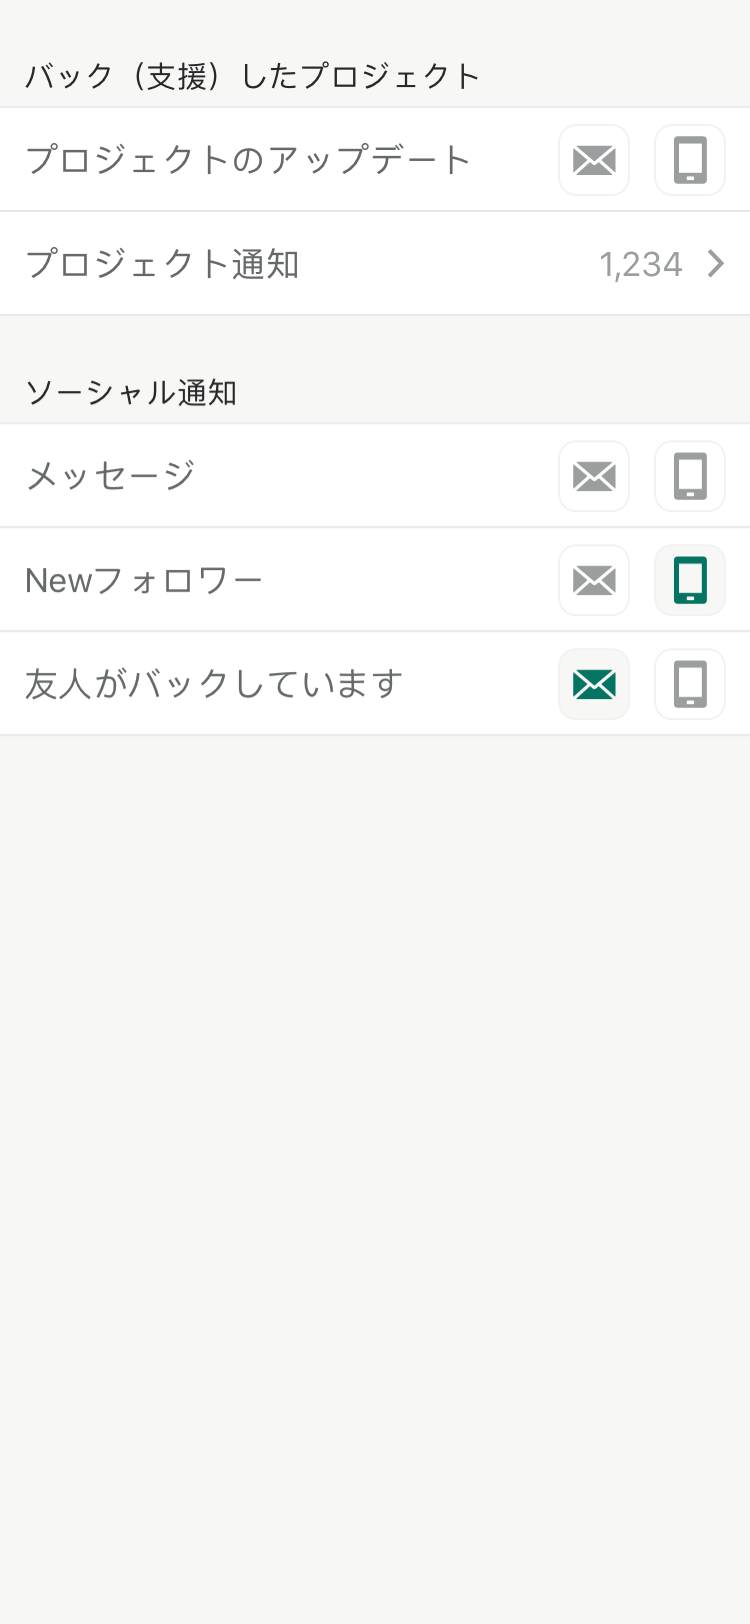 バック（支援）したプロジェクト
プロジェクトのアップデート
プロジェクト通知 1,234
ソーシャル通知
メッセージ
Newフォロワー
友人がバックしています